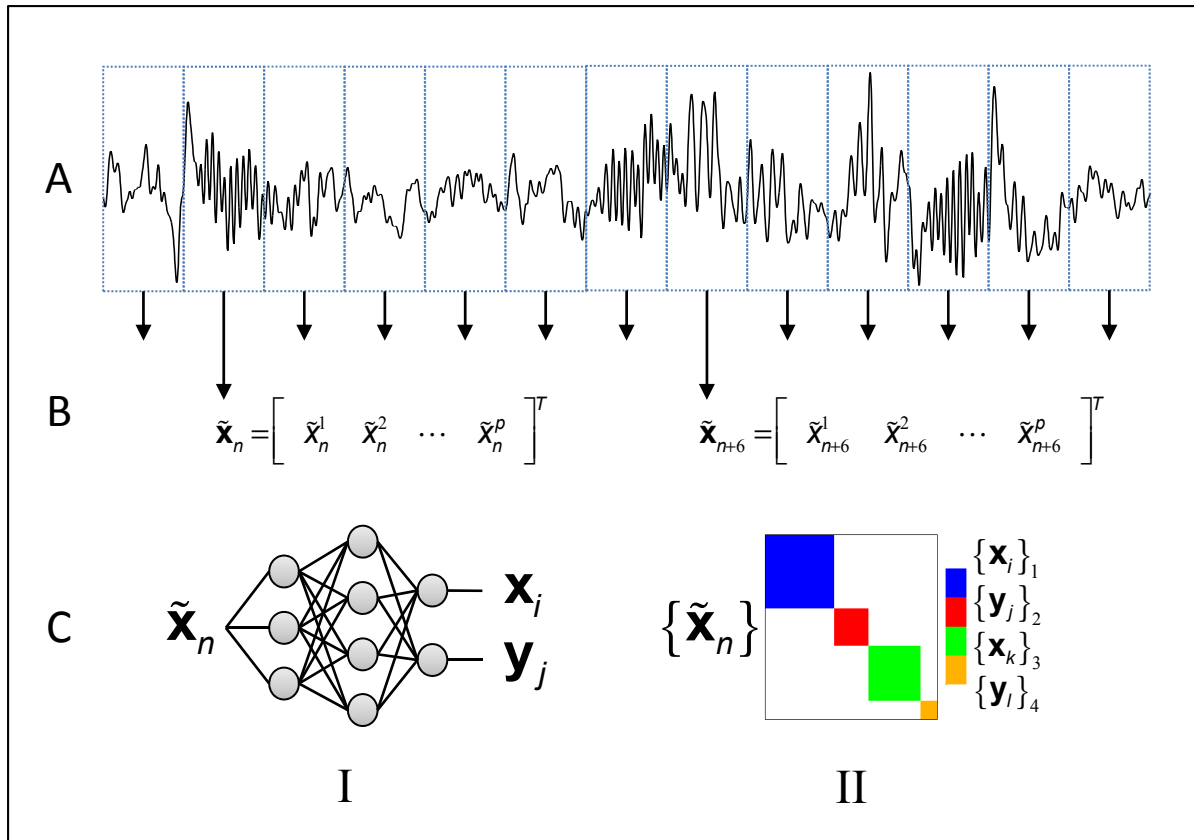 A
B
x̃ₙ = [ x̃ₙ¹ x̃ₙ² ⋯ x̃ₙᵖ ]ᵀ
x̃ₙ₊₆ = [ x̃ₙ₊₆¹ x̃ₙ₊₆² ⋯ x̃ₙ₊₆ᵖ ]ᵀ
C
x̃ₙ
xᵢ
yⱼ
{x̃ₙ}
{xᵢ}₁
{yⱼ}₂
{xₖ}₃
{yₗ}₄
I
II